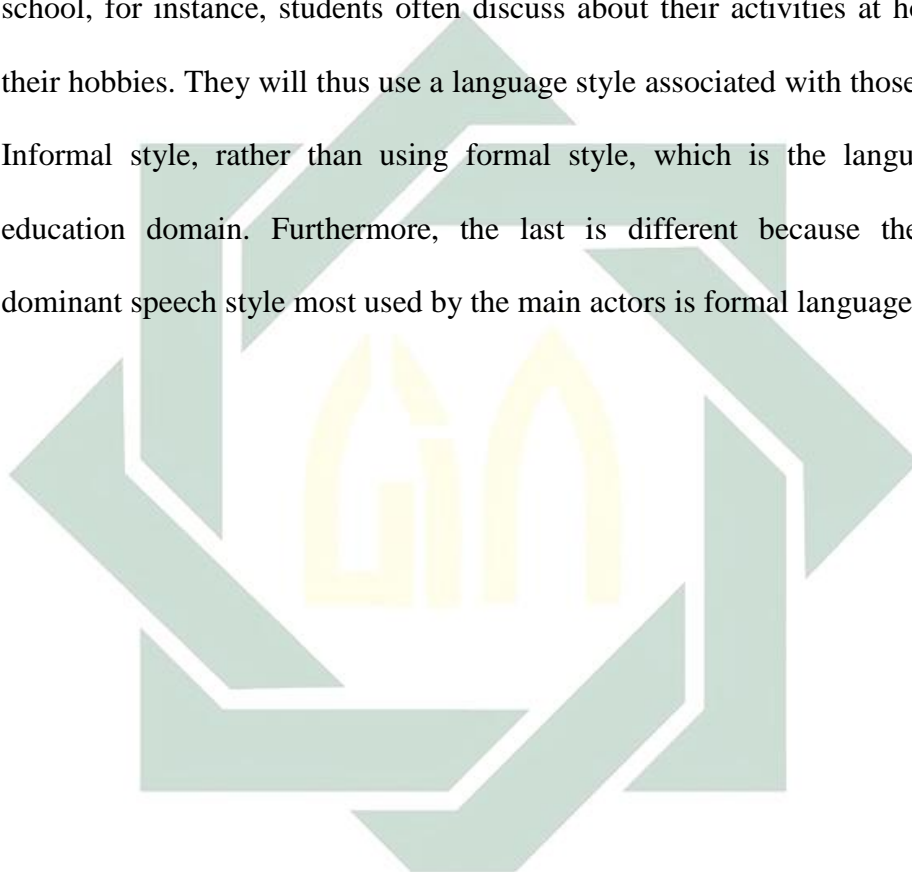 school, for instance, students often discuss about their activities at h
their hobbies. They will thus use a language style associated with those
Informal style, rather than using formal style, which is the langu
education domain. Furthermore, the last is different because the
dominant speech style most used by the main actors is formal language